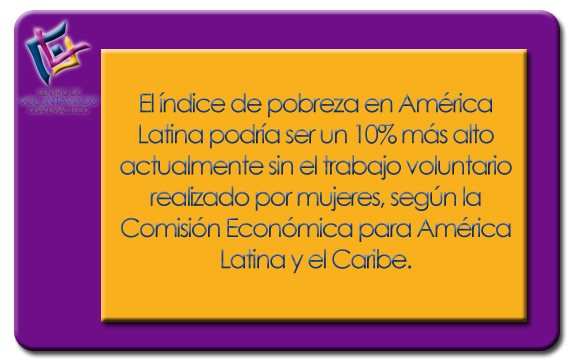 CENTRO DE
VOLUNTARIADO
GUATEMALTECO
El índice de pobreza en América
Latina podría ser un 10% más alto
actualmente sin el trabajo voluntario
realizado por mujeres, según la
Comisión Económica para América
Latina y el Caribe.